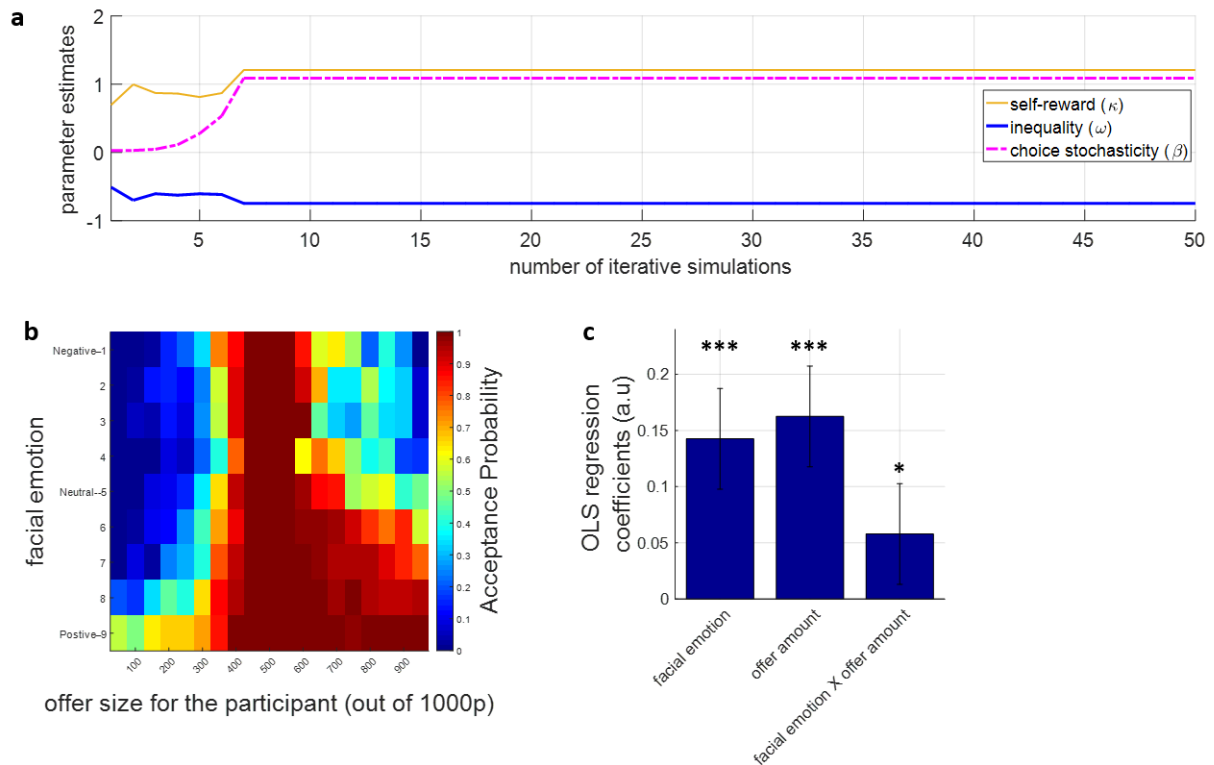 a
2
1
0
-1
parameter estimates
self-reward (κ)
inequality (ω)
choice stochasticity (β)
5 10 15 20 25 30 35 40 45 50
number of iterative simulations
b
facial emotion
Negative–1
2
3
4
Neutral--5
6
7
8
Postive–9
100 200 300 400 500 600 700 800 900
offer size for the participant (out of 1000p)
1
0.9
0.8
0.7
0.6
0.5
0.4
0.3
0.2
0.1
0
Acceptance Probability
c
OLS regression
coefficients (a.u)
0.2
0.15
0.1
0.05
0
*** *** *
facial emotion
offer amount
facial emotion X offer amount